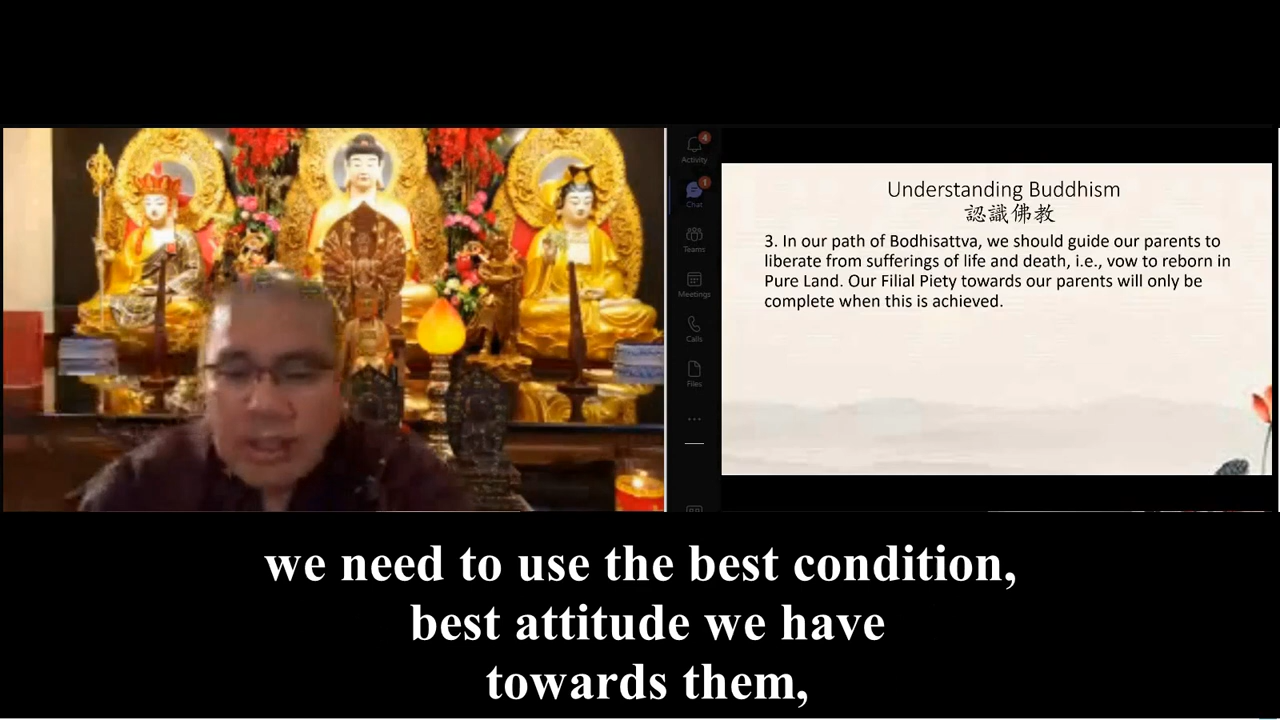 4
Activity
1
Chat
Teams
Meetings
Calls
Files
Understanding Buddhism
認識佛教
3. In our path of Bodhisattva, we should guide our parents to
liberate from sufferings of life and death, i.e., vow to reborn in
Pure Land. Our Filial Piety towards our parents will only be
complete when this is achieved.
we need to use the best condition,
best attitude we have
towards them,